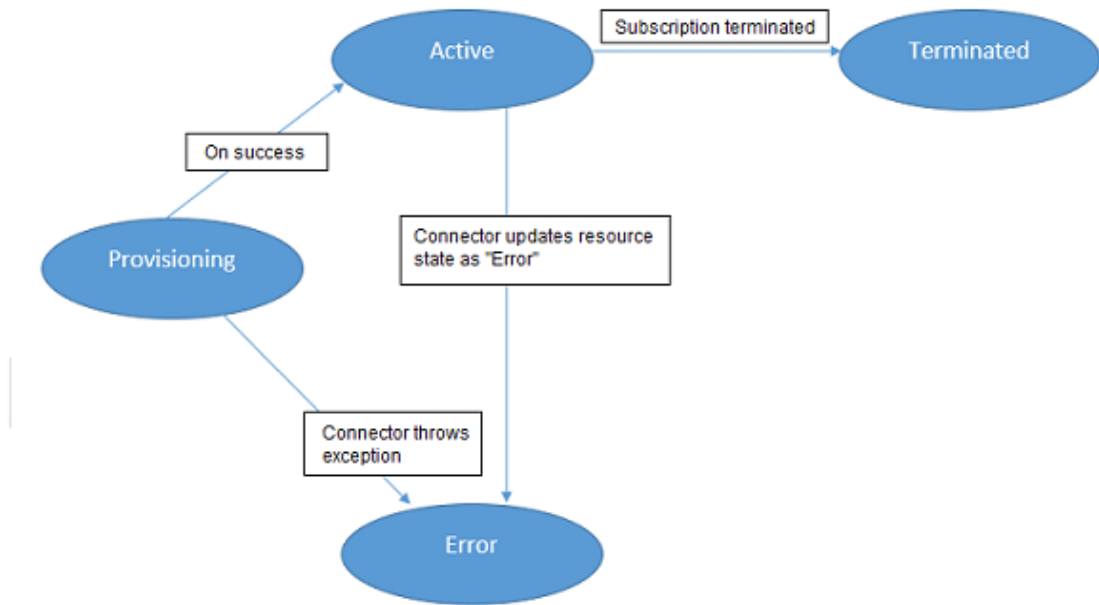 Active
Subscription terminated
Terminated
On success
Provisioning
Connector updates resource
state as "Error"
Connector throws
exception
Error